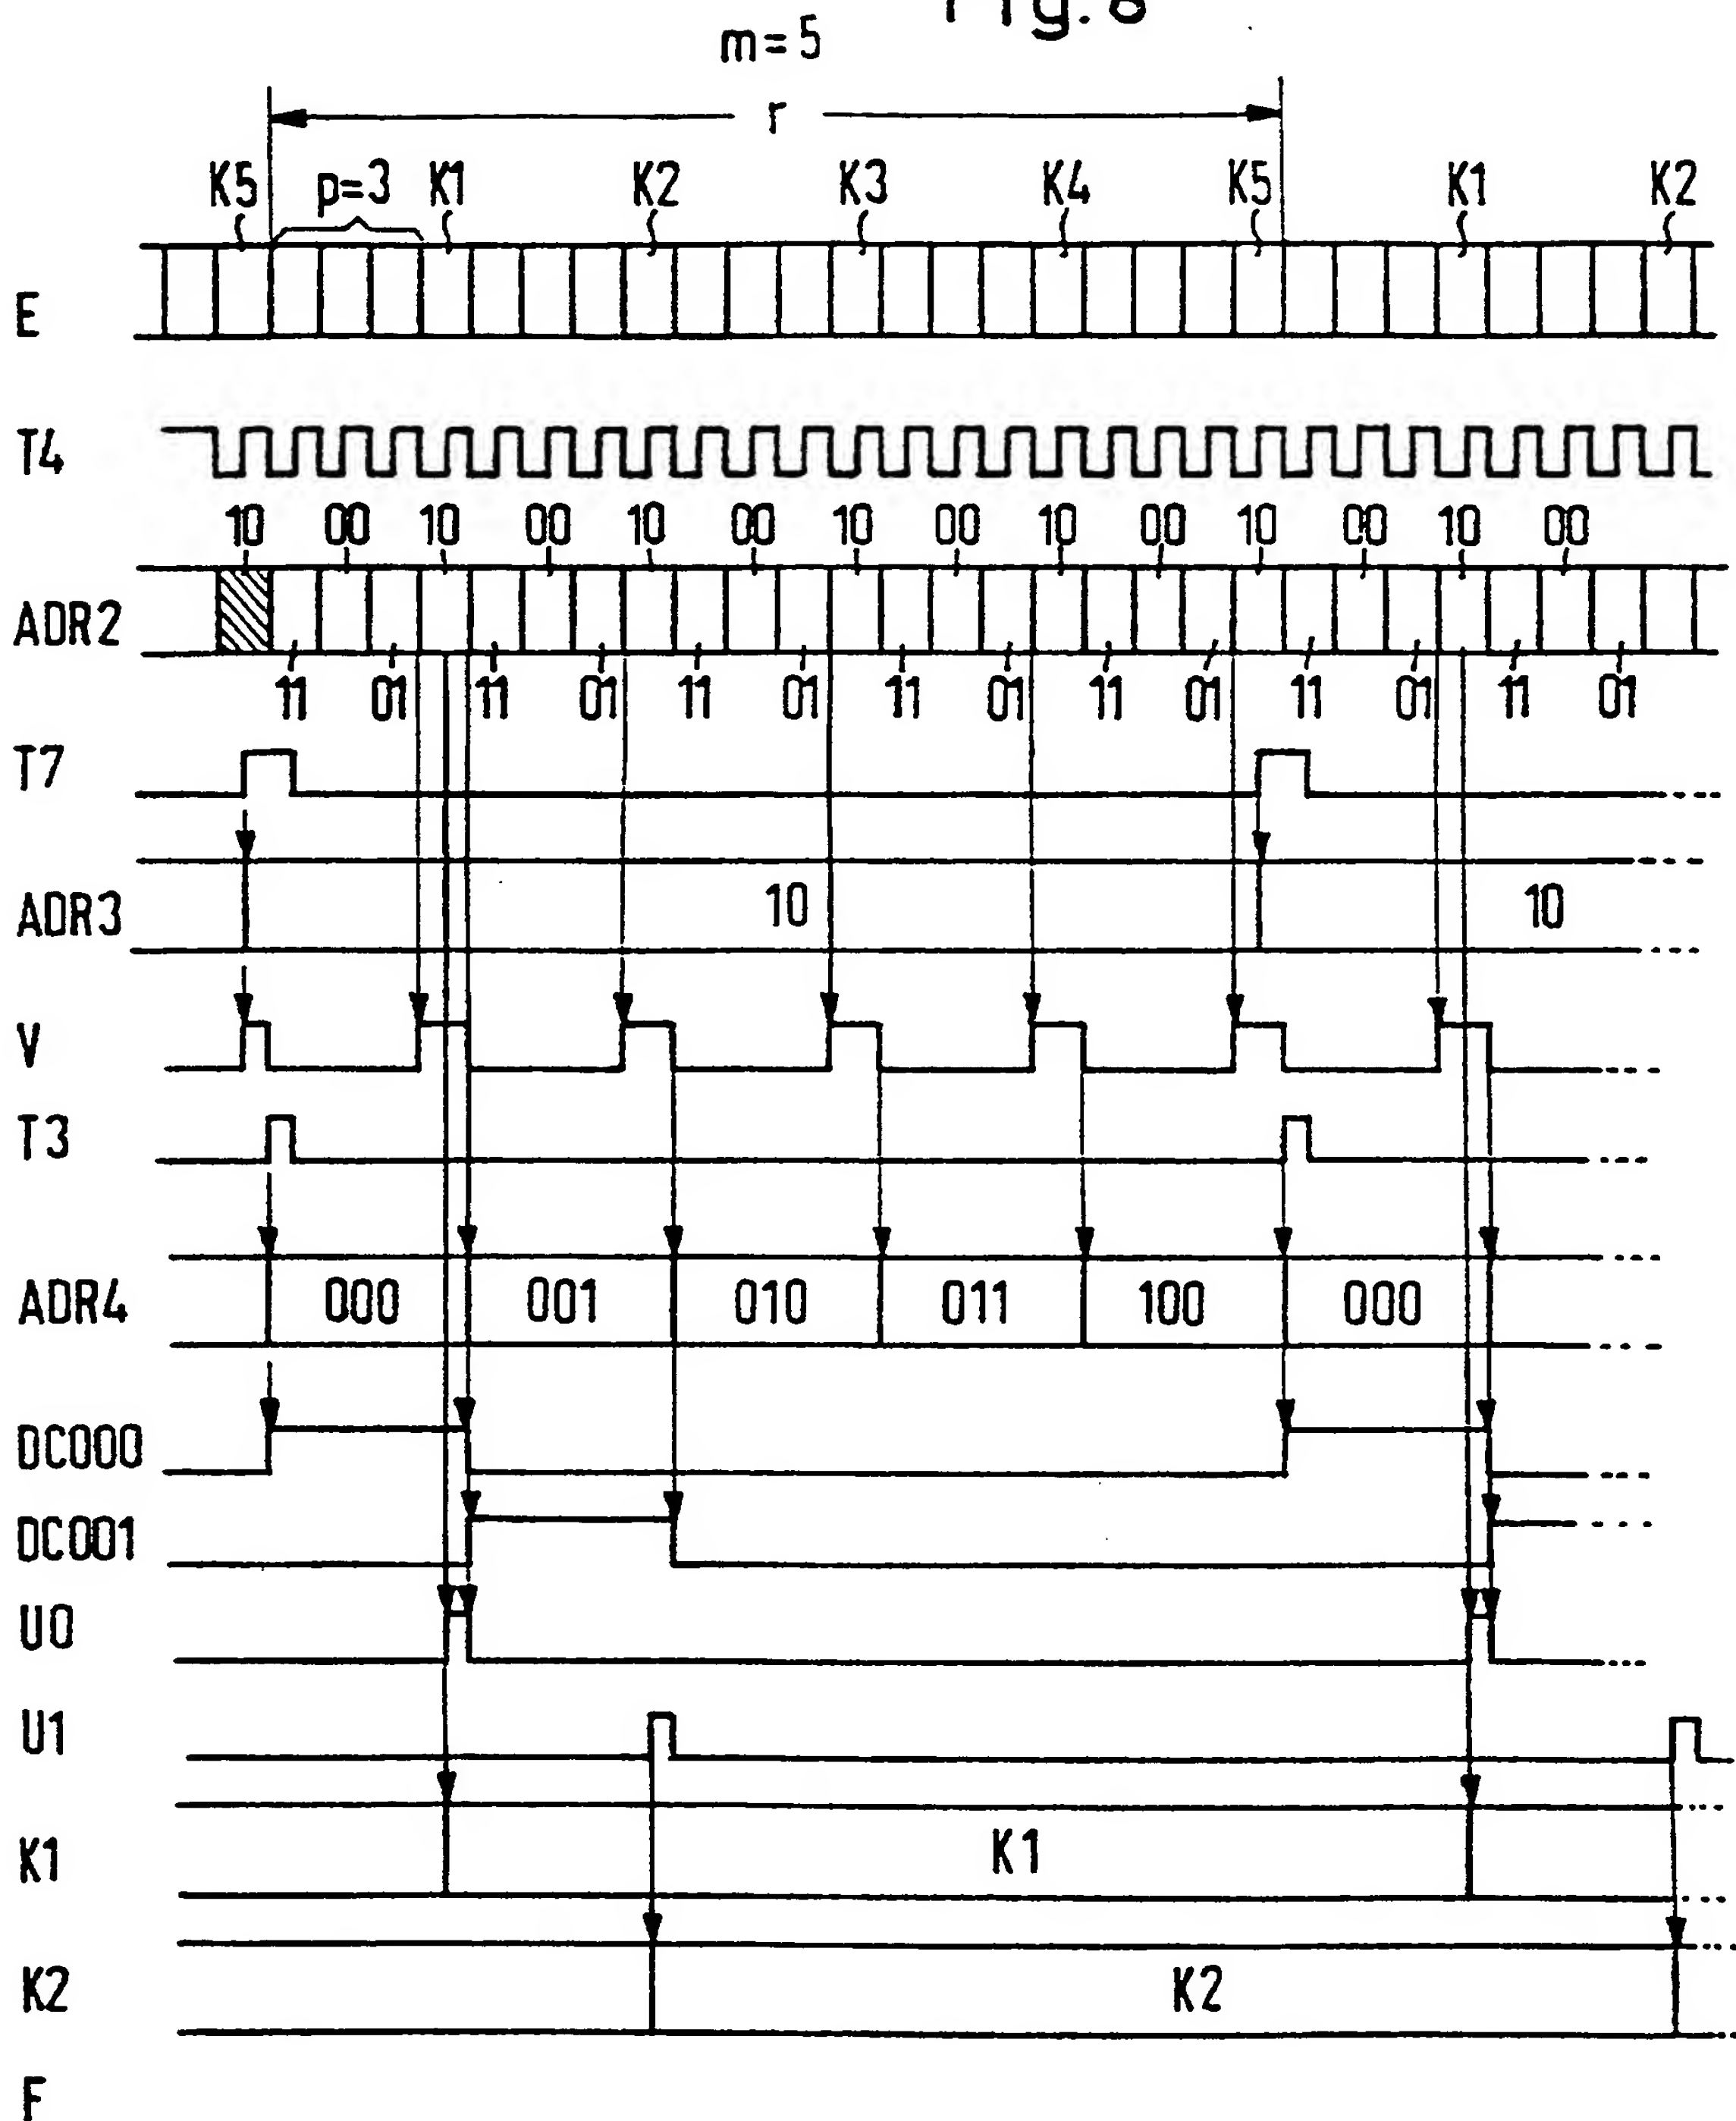 Fig. 8
m=5
r
K5 p=3 K1 K2 K3 K4 K5 K1 K2
E
T4
10 00 10 00 10 00 10 00 10 00 10 00 10 00
ADR2
11 01 11 01 11 01 11 01 11 01 11 01 11 01
T7
ADR3 10 10
V
T3
ADR4 000 001 010 011 100 000
DC000
DC001
U0
U1
K1 K1
K2 K2
F